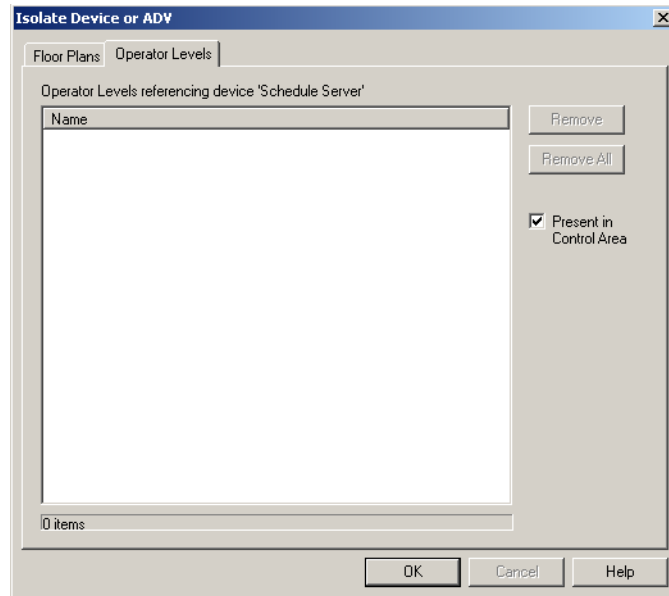 Isolate Device or ADV
Floor Plans
Operator Levels
Operator Levels referencing device 'Schedule Server'
Name
Remove
Remove All
Present in
Control Area
0 items
OK
Cancel
Help